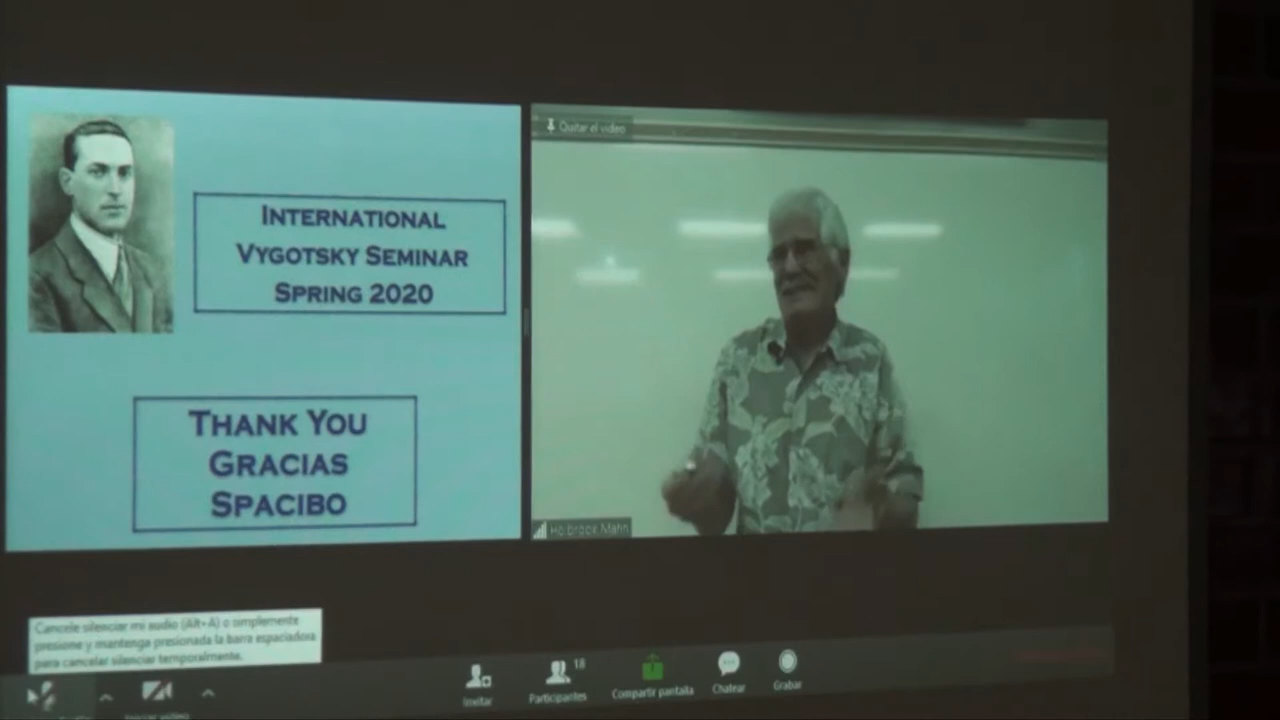 INTERNATIONAL
VYGOTSKY SEMINAR
SPRING 2020
THANK YOU
GRACIAS
SPACIBO
Quitar el video
Holbrook Mahn
Cancele silenciar mi audio (Alt+A) o simplemente
presione y mantenga presionada la barra espaciadora
para cancelar silenciar temporalmente.
18
Invitar
Participantes
Compartir pantalla
Chatear
Grabar